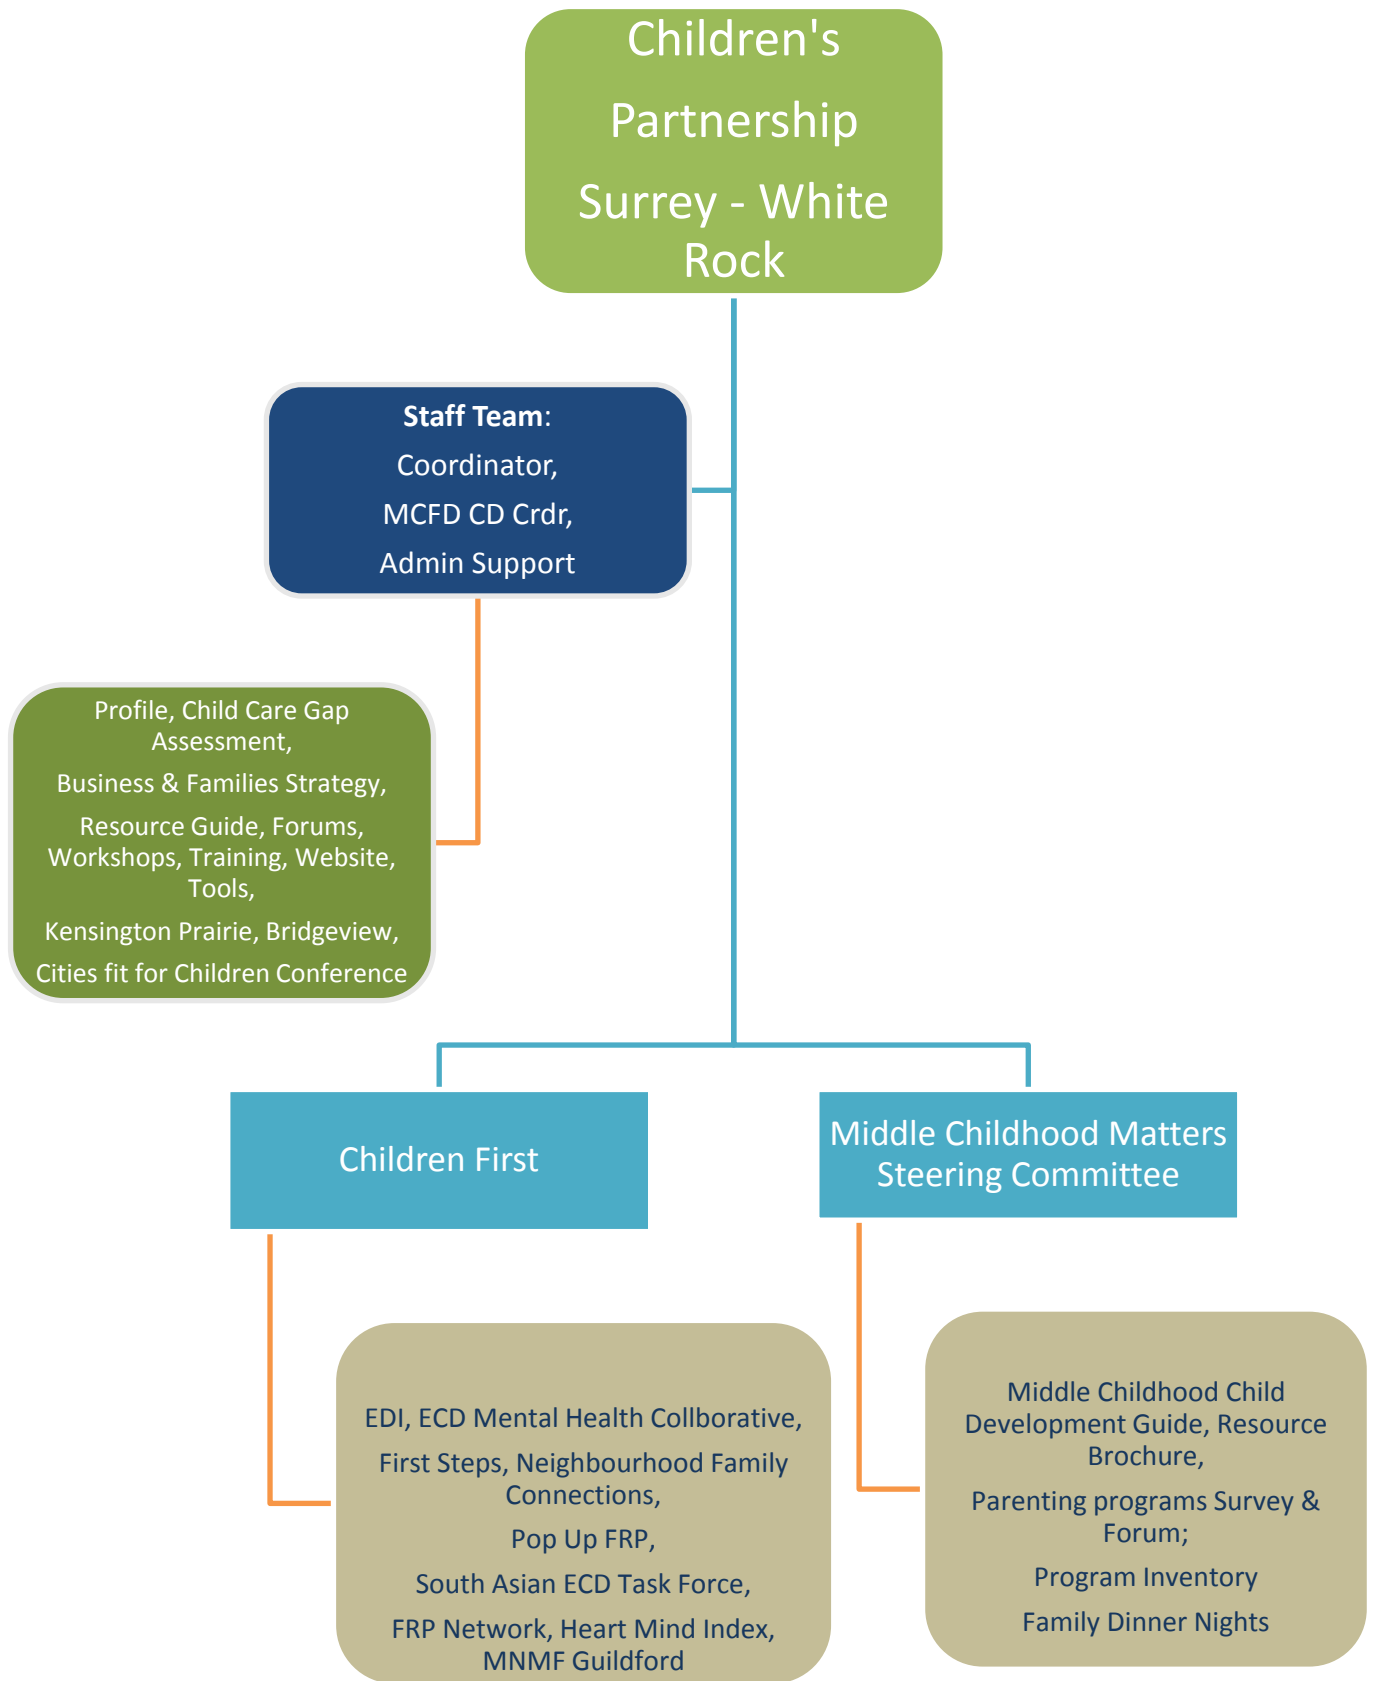 Children's
Partnership
Surrey - White
Rock
Staff Team:
Coordinator,
MCFD CD Crdr,
Admin Support
Profile, Child Care Gap
Assessment,
Business & Families Strategy,
Resource Guide, Forums,
Workshops, Training, Website,
Tools,
Kensington Prairie, Bridgeview,
Cities fit for Children Conference
Children First
Middle Childhood Matters
Steering Committee
EDI, ECD Mental Health Collborative,
First Steps, Neighbourhood Family
Connections,
Pop Up FRP,
South Asian ECD Task Force,
FRP Network, Heart Mind Index,
MNMF Guildford
Middle Childhood Child
Development Guide, Resource
Brochure,
Parenting programs Survey &
Forum;
Program Inventory
Family Dinner Nights